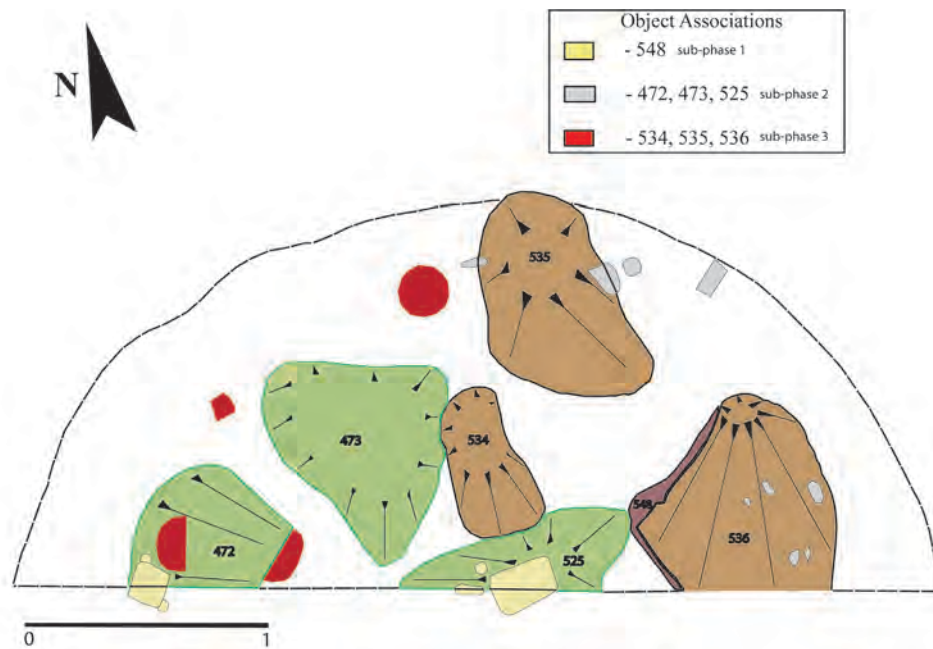 Object Associations
- 548 sub-phase 1
N
- 472, 473, 525 sub-phase 2
- 534, 535, 536 sub-phase 3
535
473
534
548
536
472
525
0 1